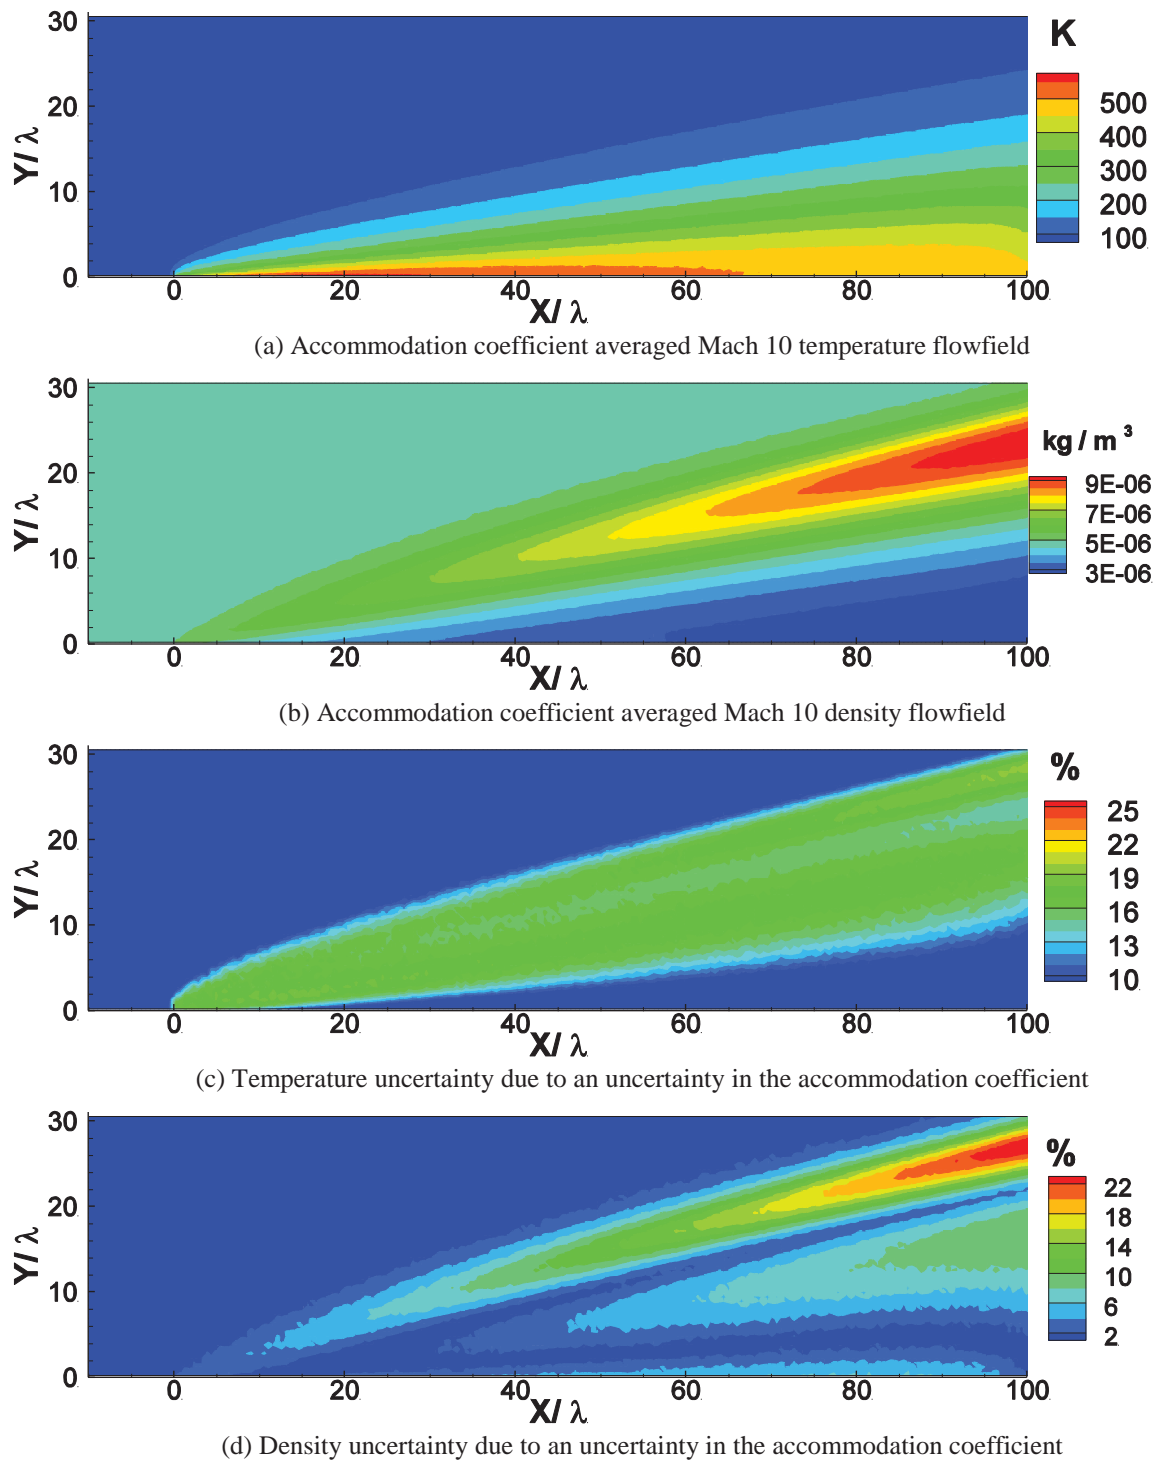 30
20
10
0
Y/ λ
0 20 40 60 80 100
X/ λ
K
500
400
300
200
100
(a) Accommodation coefficient averaged Mach 10 temperature flowfield
30
20
10
0
Y/ λ
0 20 40 60 80 100
X/ λ
kg / m 3
9E-06
7E-06
5E-06
3E-06
(b) Accommodation coefficient averaged Mach 10 density flowfield
30
20
10
0
Y/ λ
0 20 40 60 80 100
X/ λ
%
25
22
19
16
13
10
(c) Temperature uncertainty due to an uncertainty in the accommodation coefficient
30
20
10
0
Y/ λ
0 20 40 60 80 100
X/ λ
%
22
18
14
10
6
2
(d) Density uncertainty due to an uncertainty in the accommodation coefficient